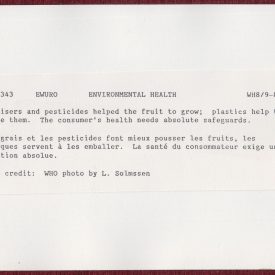 343 EWURO ENVIRONMENTAL HEALTH WH8/9-
isers and pesticides helped the fruit to grow; plastics help
e them. The consumer's health needs absolute safeguards.
grais et les pesticides font mieux pousser les fruits, les
ques servent à les emballer. La santé du consommateur exige un
tion absolue.
credit: WHO photo by L. Solmssen